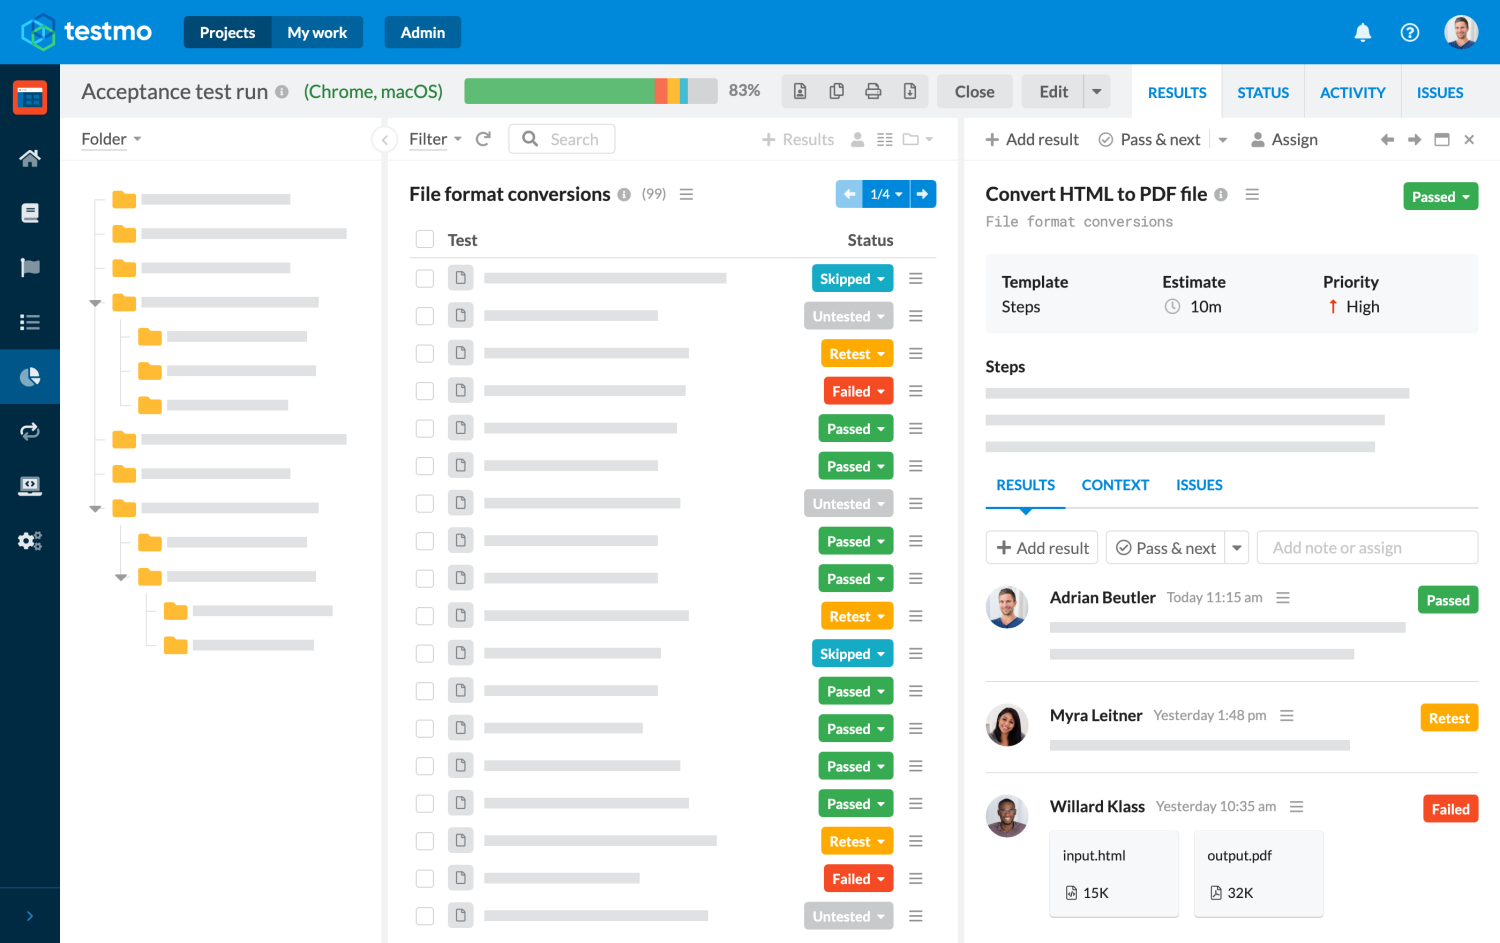 testmo
Projects
My work
Admin
Acceptance test run
(Chrome, macOS)
83%
Close
Edit
RESULTS
STATUS
ACTIVITY
ISSUES
Folder
Filter
Search
Results
Add result
Pass & next
Assign
File format conversions
(99)
1/4
Test
Status
Skipped
Untested
Retest
Failed
Passed
Passed
Untested
Passed
Passed
Retest
Skipped
Passed
Passed
Passed
Passed
Retest
Failed
Untested
Convert HTML to PDF file
Passed
File format conversions
Template
Estimate
Priority
Steps
10m
High
Steps
RESULTS
CONTEXT
ISSUES
Add result
Pass & next
Add note or assign
Adrian Beutler Today 11:15 am
Passed
Myra Leitner Yesterday 1:48 pm
Retest
Willard Klass Yesterday 10:35 am
Failed
input.html
15K
output.pdf
32K